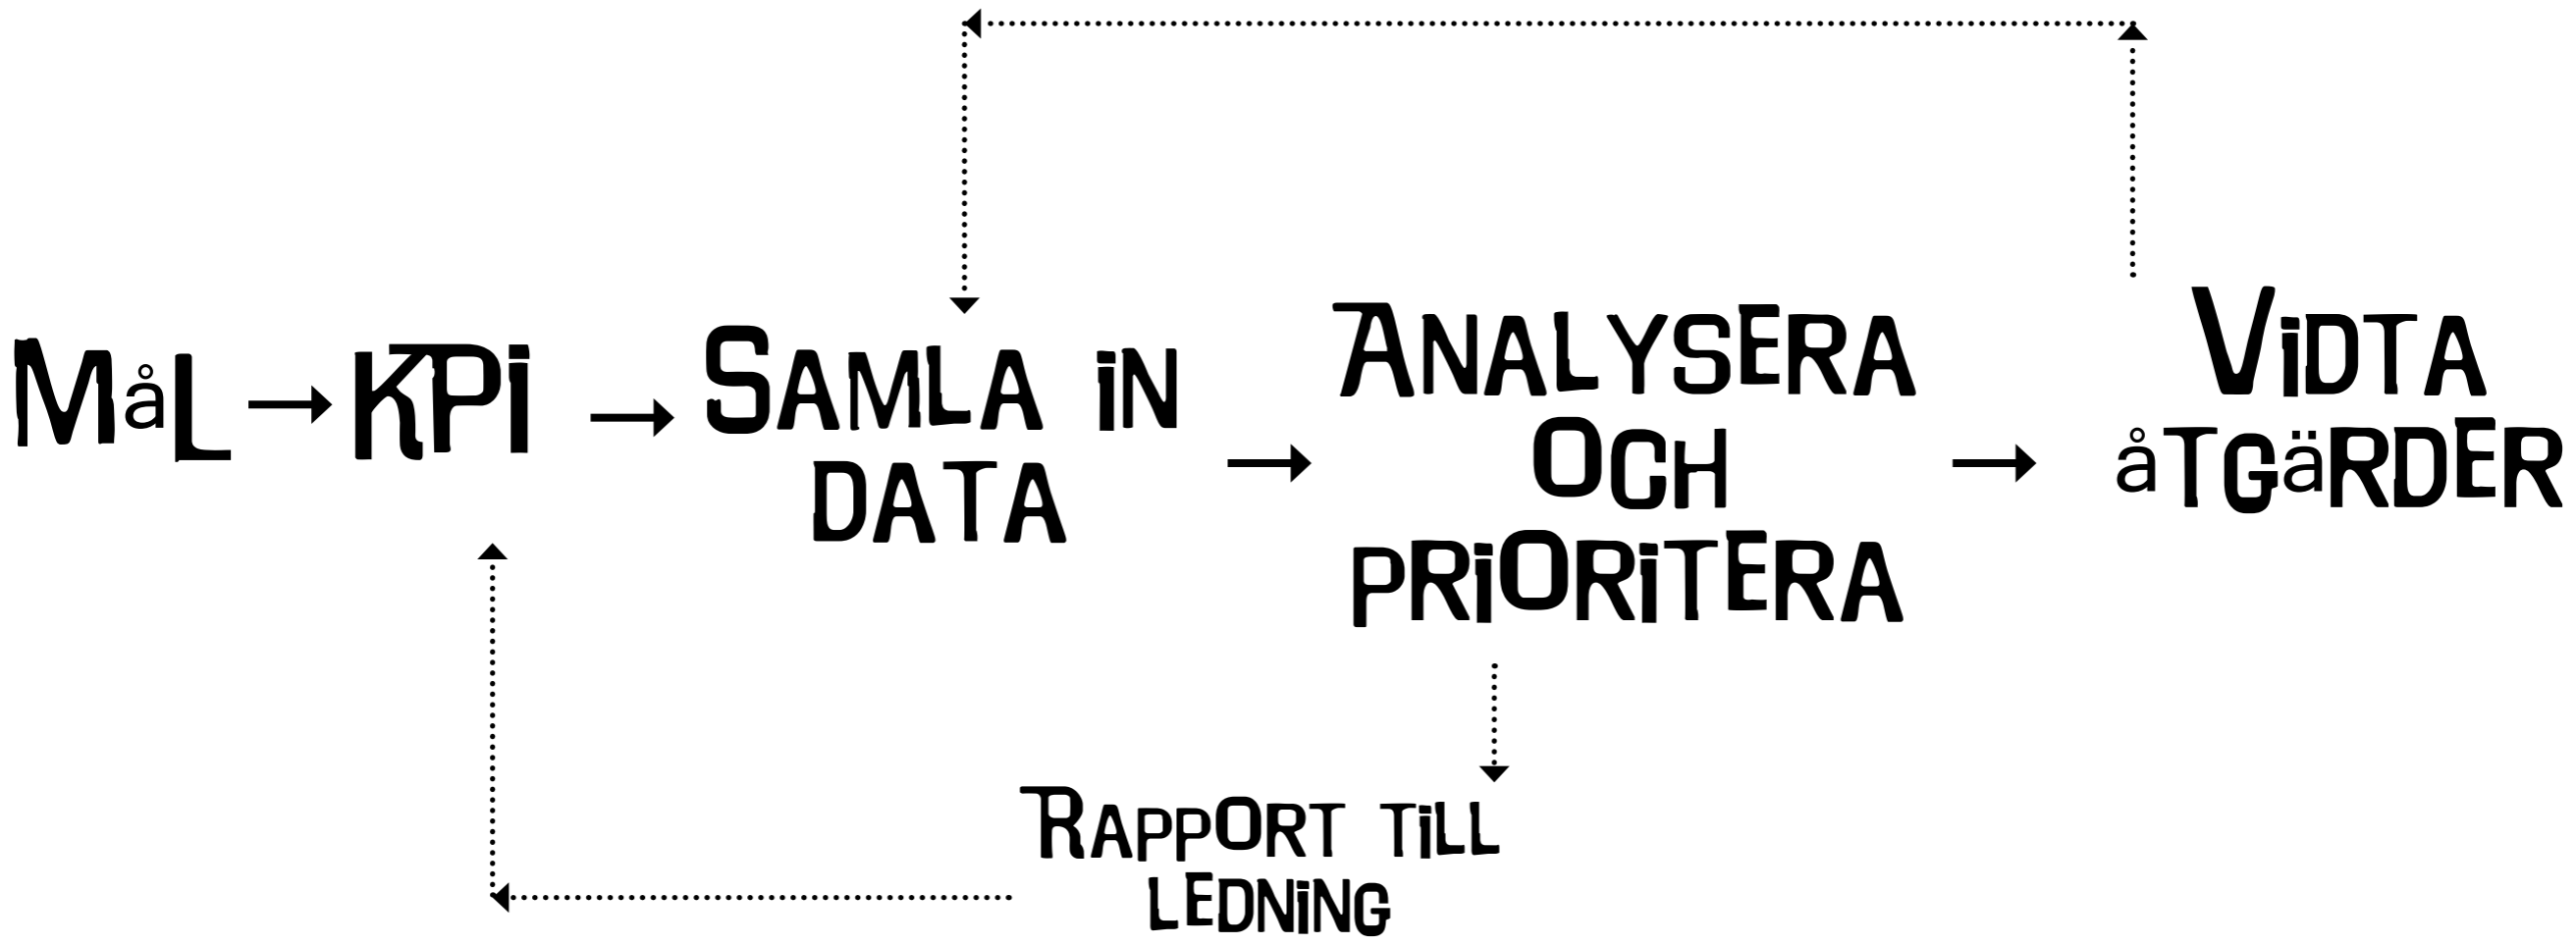 Mål
KPI
Samla in
data
Analysera
och
prioritera
Vidta
åtgärder
Rapport till
ledning